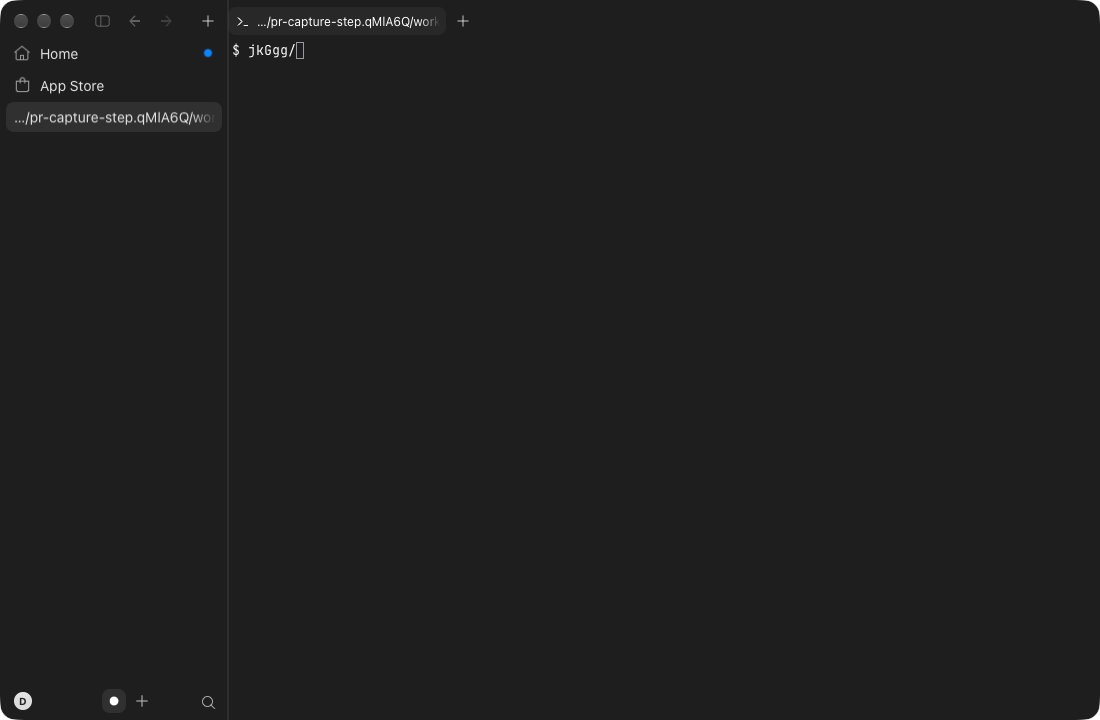 Home
App Store
.../pr-capture-step.qMIA6Q/wor
.../pr-capture-step.qMIA6Q/work
$ jkGgg/
D